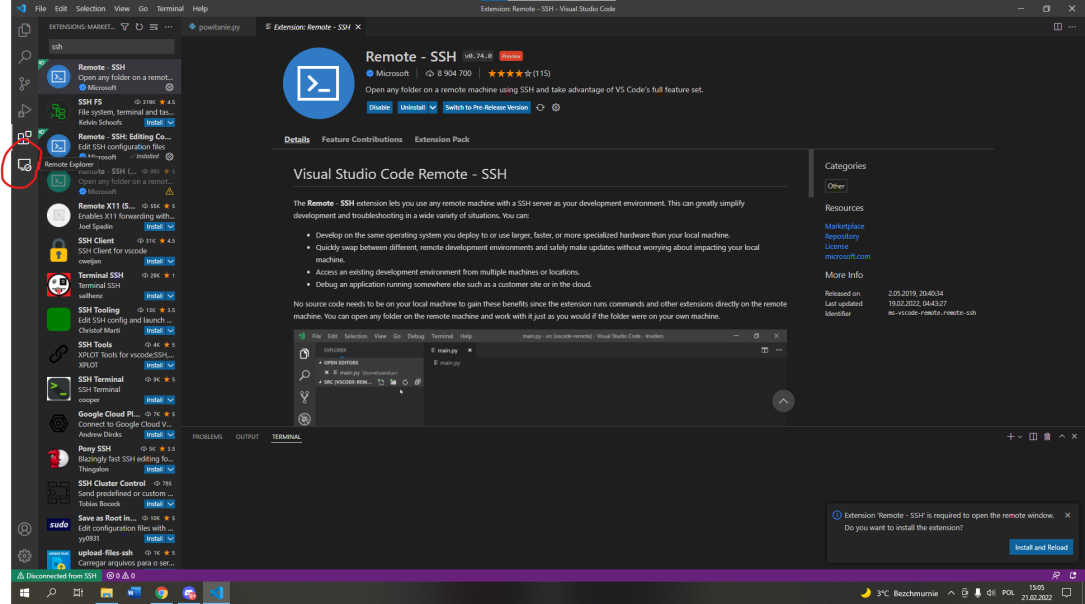 File Edit Selection View Go Terminal Help
Extension: Remote - SSH - Visual Studio Code
EXTENSIONS: MARKET...
powitanie.py
Extension: Remote - SSH
ssh
Remote - SSH
Open any folder on a remot...
Microsoft
SSH FS 319K 4.5
File system, terminal and tas...
Kelvin Schoofs Install
Remote - SSH: Editing Co...
Edit SSH configuration files
Microsoft Installed
Remote Explorer
Remote - SSH (...
Open any folder on a remot...
Microsoft
Remote X11 (S... 55K 5
Enables X11 forwarding with...
Joel Spadin Install
SSH Client 31K 4.5
SSH Client for vscode
cweijan Install
Terminal SSH 26K 1
Terminal SSH
sailhenz Install
SSH Tooling 13K 3.5
Edit SSH config and launch ...
Christof Marti Install
SSH Tools 4K 5
XPLOT Tools for vscode;SSH,...
XPLOT Install
SSH Terminal 8K 5
SSH Terminal
cooper Install
Google Cloud Pl... 7K 5
Connect to Google Cloud V...
Andrew Dircks Install
Pony SSH 5K 3.5
Blazingly fast SSH editing fo...
Thingalon Install
SSH Cluster Control 785
Send predefined or custom ...
Tobias Boceck Install
sudo
Save as Root in... 10K 5
Edit configuration files with ...
yy0931 Install
upload-files-ssh 1K 5
Carregar arquivos para o ser...
Remote - SSH v0.74.0 Preview
Microsoft 8 904 700 (115)
Open any folder on a remote machine using SSH and take advantage of VS Code's full feature set.
Disable Uninstall Switch to Pre-Release Version
Details Feature Contributions Extension Pack
Visual Studio Code Remote - SSH
The Remote - SSH extension lets you use any remote machine with a SSH server as your development environment. This can greatly simplify
development and troubleshooting in a wide variety of situations. You can:
• Develop on the same operating system you deploy to or use larger, faster, or more specialized hardware than your local machine.
• Quickly swap between different, remote development environments and safely make updates without worrying about impacting your local
machine.
• Access an existing development environment from multiple machines or locations.
• Debug an application running somewhere else such as a customer site or in the cloud.
No source code needs to be on your local machine to gain these benefits since the extension runs commands and other extensions directly on the remote
machine. You can open any folder on the remote machine and work with it just as you would if the folder were on your own machine.
File Edit Selection View Go Debug Terminal Help
main.py - src [vscode-remote] - Visual Studio Code - Insiders
EXPLORER
main.py
OPEN EDITORS
main.py
main.py
SRC [VSCODE-REM...
Categories
Other
Resources
Marketplace
Repository
License
microsoft.com
More Info
Released on 2.05.2019, 20:40:34
Last updated 19.02.2022, 04:43:27
Identifier ms-vscode-remote.remote-ssh
PROBLEMS OUTPUT TERMINAL
Extension 'Remote - SSH' is required to open the remote window.
Do you want to install the extension?
Install and Reload
Disconnected from SSH 0 0
3°C Bezchmurnie POL
15:05
21.02.2022